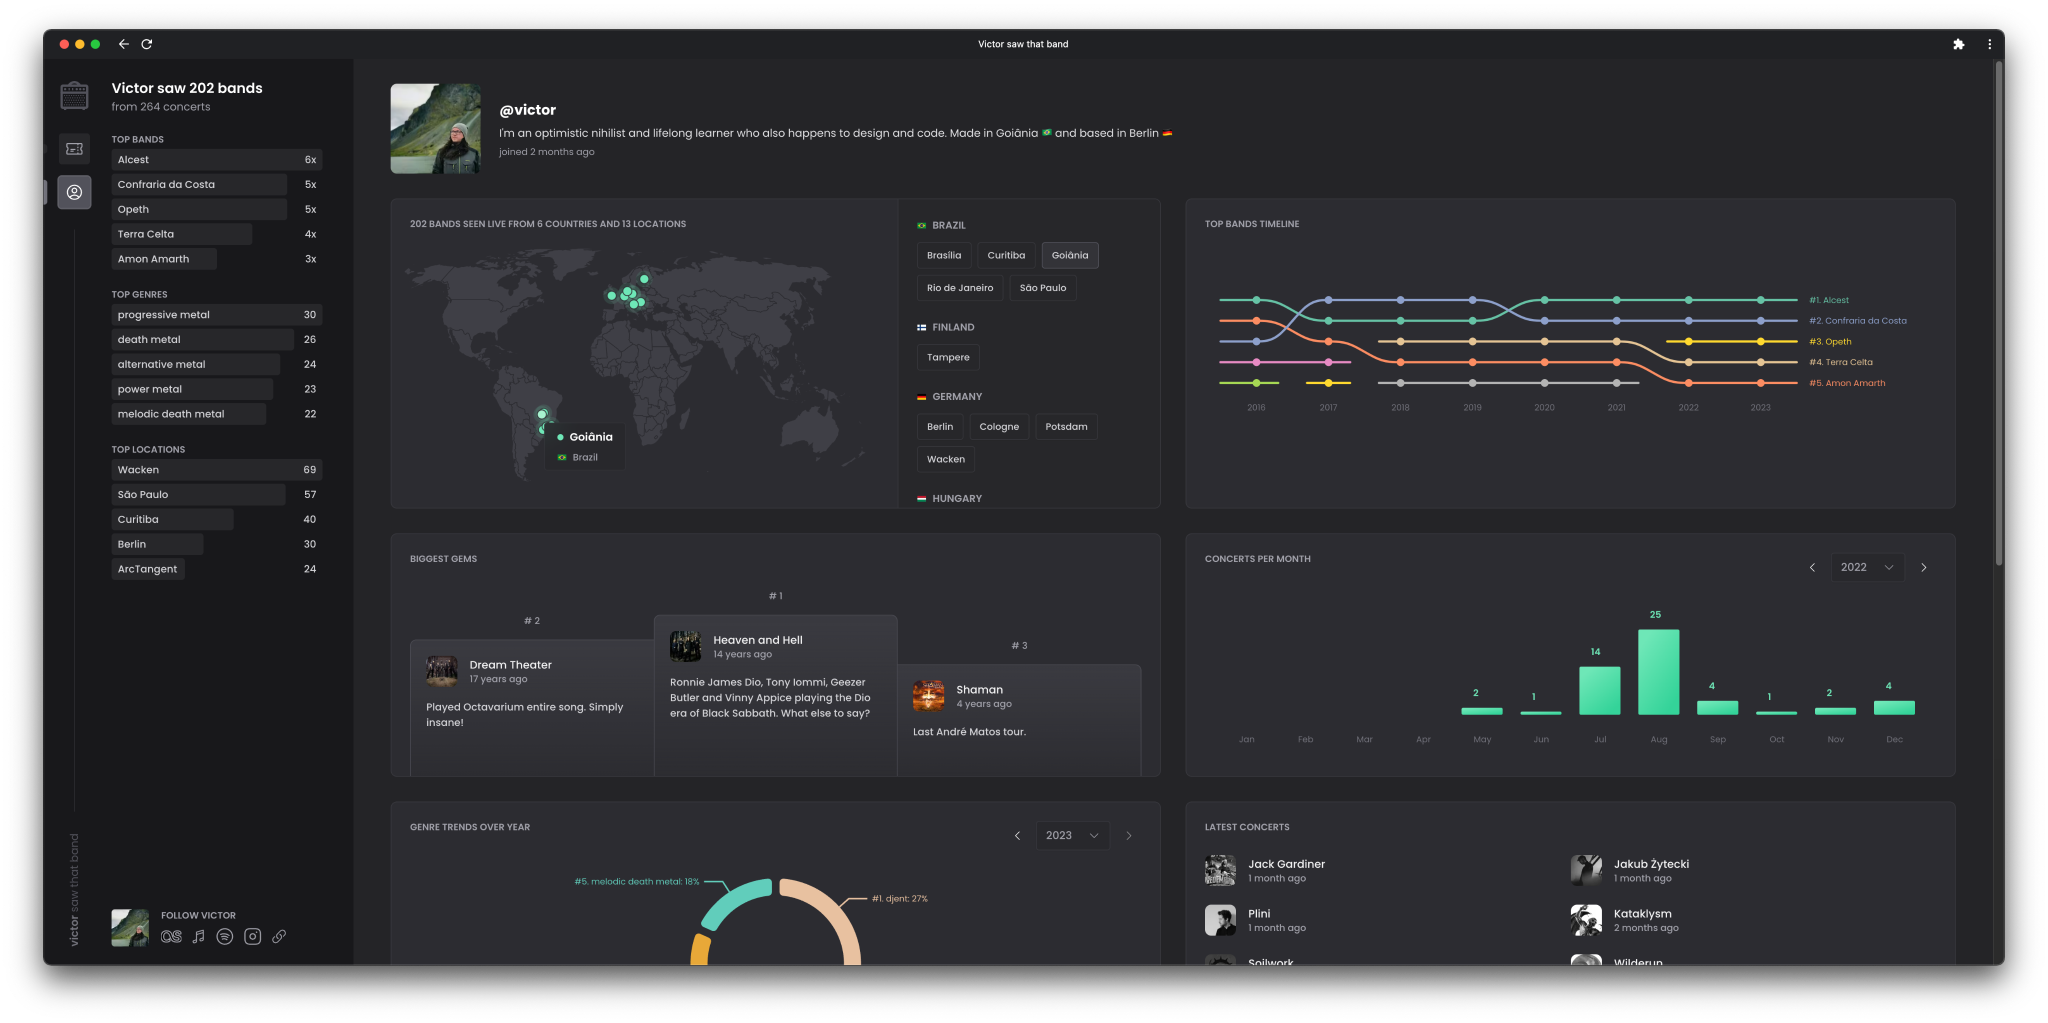 Victor saw that band
Victor saw 202 bands
from 264 concerts
TOP BANDS
Alcest 6x
Confraria da Costa 5x
Opeth 5x
Terra Celta 4x
Amon Amarth 3x
TOP GENRES
progressive metal 30
death metal 26
alternative metal 24
power metal 23
melodic death metal 22
TOP LOCATIONS
Wacken 69
São Paulo 57
Curitiba 40
Berlin 30
ArcTangent 24
victor saw that band
FOLLOW VICTOR
@victor
I'm an optimistic nihilist and lifelong learner who also happens to design and code. Made in Goiânia 🇧🇷 and based in Berlin 🇩🇪
joined 2 months ago
202 BANDS SEEN LIVE FROM 6 COUNTRIES AND 13 LOCATIONS
Goiânia
Brazil
BRAZIL
Brasília Curitiba Goiânia
Rio de Janeiro São Paulo
FINLAND
Tampere
GERMANY
Berlin Cologne Potsdam
Wacken
HUNGARY
TOP BANDS TIMELINE
#1. Alcest
#2. Confraria da Costa
#3. Opeth
#4. Terra Celta
#5. Amon Amarth
2016 2017 2018 2019 2020 2021 2022 2023
BIGGEST GEMS
# 2
Dream Theater
17 years ago
Played Octavarium entire song. Simply
insane!
# 1
Heaven and Hell
14 years ago
Ronnie James Dio, Tony Iommi, Geezer
Butler and Vinny Appice playing the Dio
era of Black Sabbath. What else to say?
# 3
Shaman
4 years ago
Last André Matos tour.
CONCERTS PER MONTH
2022
2 1 14 25 4 1 2 4
Jan Feb Mar Apr May Jun Jul Aug Sep Oct Nov Dec
GENRE TRENDS OVER YEAR
2023
#5. melodic death metal: 18%
#1. djent: 27%
LATEST CONCERTS
Jack Gardiner
1 month ago
Jakub Żytecki
1 month ago
Plini
1 month ago
Kataklysm
2 months ago
Soilwork
Wilderun